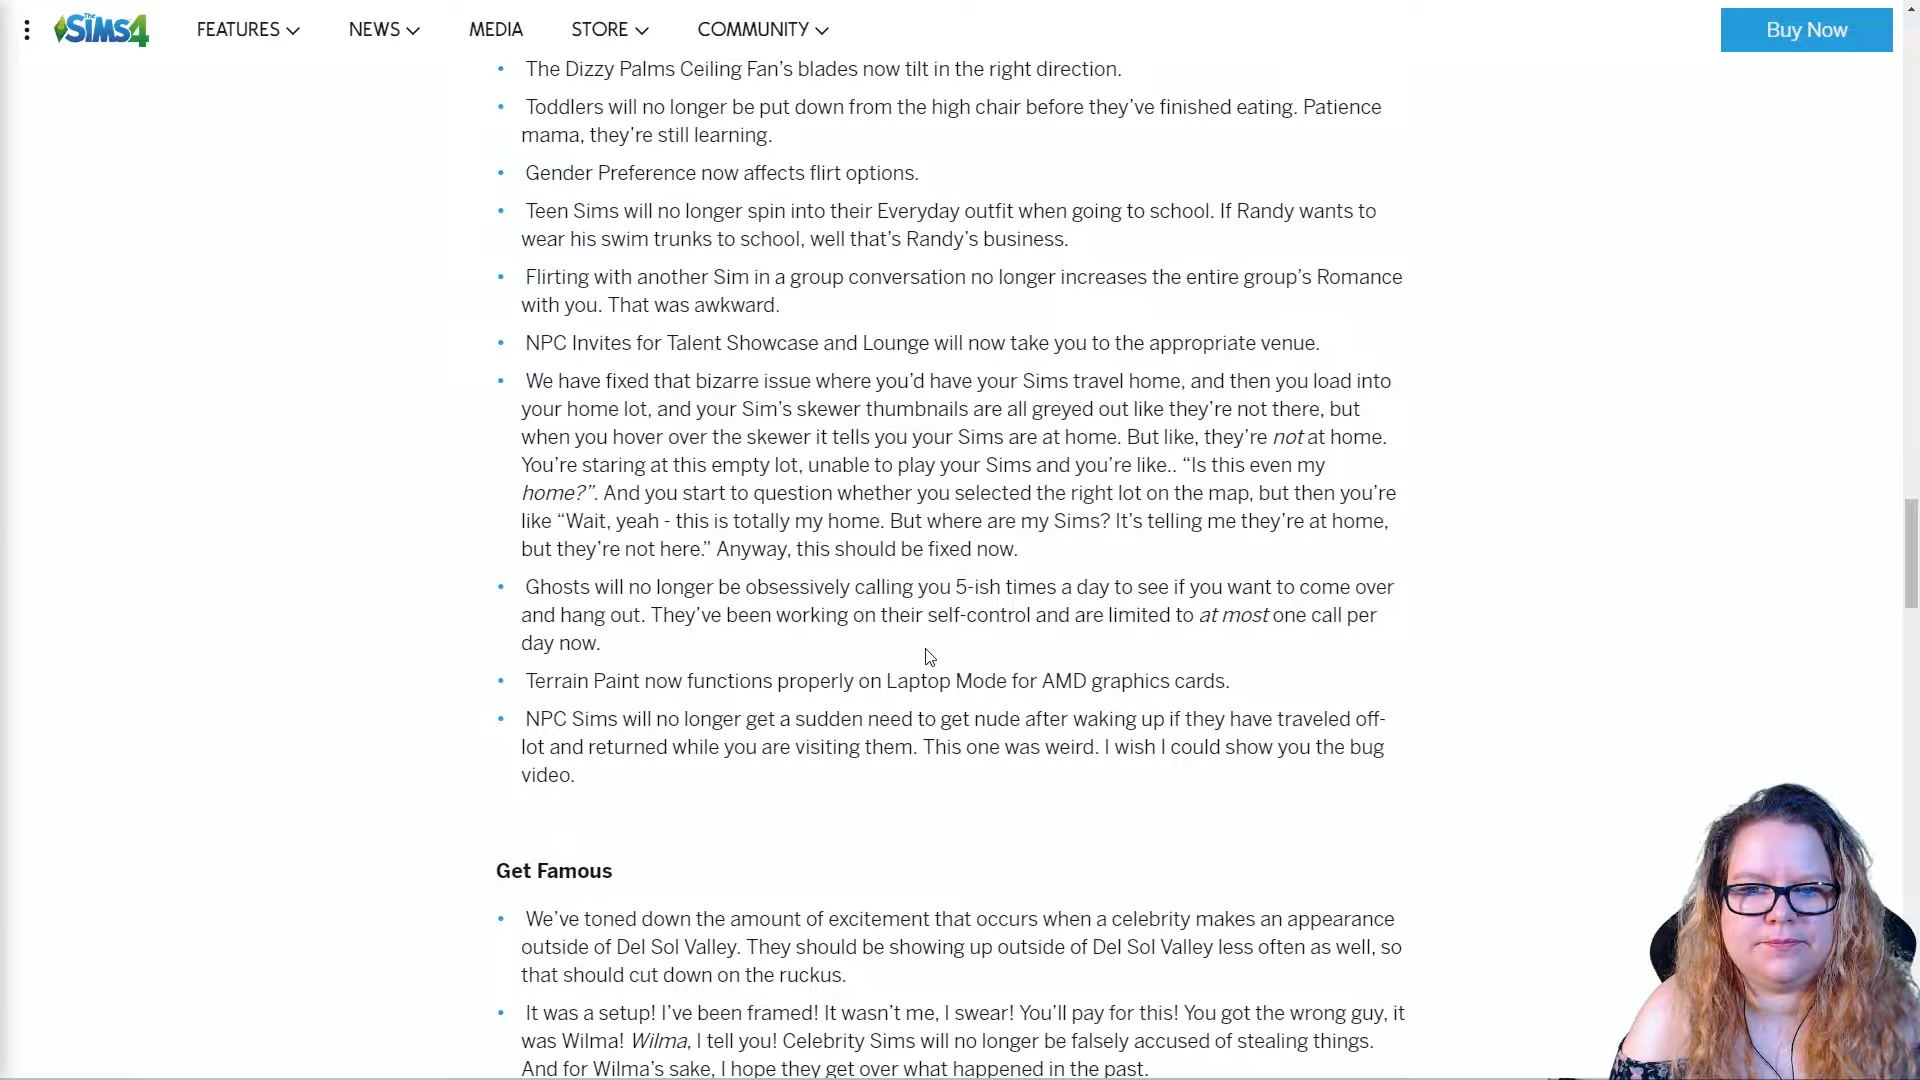 The SIMS 4
FEATURES
NEWS
MEDIA
STORE
COMMUNITY
Buy Now
• The Dizzy Palms Ceiling Fan’s blades now tilt in the right direction.
• Toddlers will no longer be put down from the high chair before they’ve finished eating. Patience
mama, they’re still learning.
• Gender Preference now affects flirt options.
• Teen Sims will no longer spin into their Everyday outfit when going to school. If Randy wants to
wear his swim trunks to school, well that’s Randy’s business.
• Flirting with another Sim in a group conversation no longer increases the entire group’s Romance
with you. That was awkward.
• NPC Invites for Talent Showcase and Lounge will now take you to the appropriate venue.
• We have fixed that bizarre issue where you’d have your Sims travel home, and then you load into
your home lot, and your Sim’s skewer thumbnails are all greyed out like they’re not there, but
when you hover over the skewer it tells you your Sims are at home. But like, they’re not at home.
You’re staring at this empty lot, unable to play your Sims and you’re like.. “Is this even my
home?”. And you start to question whether you selected the right lot on the map, but then you’re
like “Wait, yeah - this is totally my home. But where are my Sims? It’s telling me they’re at home,
but they’re not here.” Anyway, this should be fixed now.
• Ghosts will no longer be obsessively calling you 5-ish times a day to see if you want to come over
and hang out. They’ve been working on their self-control and are limited to at most one call per
day now.
• Terrain Paint now functions properly on Laptop Mode for AMD graphics cards.
• NPC Sims will no longer get a sudden need to get nude after waking up if they have traveled off-
lot and returned while you are visiting them. This one was weird. I wish I could show you the bug
video.
Get Famous
• We’ve toned down the amount of excitement that occurs when a celebrity makes an appearance
outside of Del Sol Valley. They should be showing up outside of Del Sol Valley less often as well, so
that should cut down on the ruckus.
• It was a setup! I’ve been framed! It wasn’t me, I swear! You’ll pay for this! You got the wrong guy, it
was Wilma! Wilma, I tell you! Celebrity Sims will no longer be falsely accused of stealing things.
And for Wilma’s sake, I hope they get over what happened in the past.